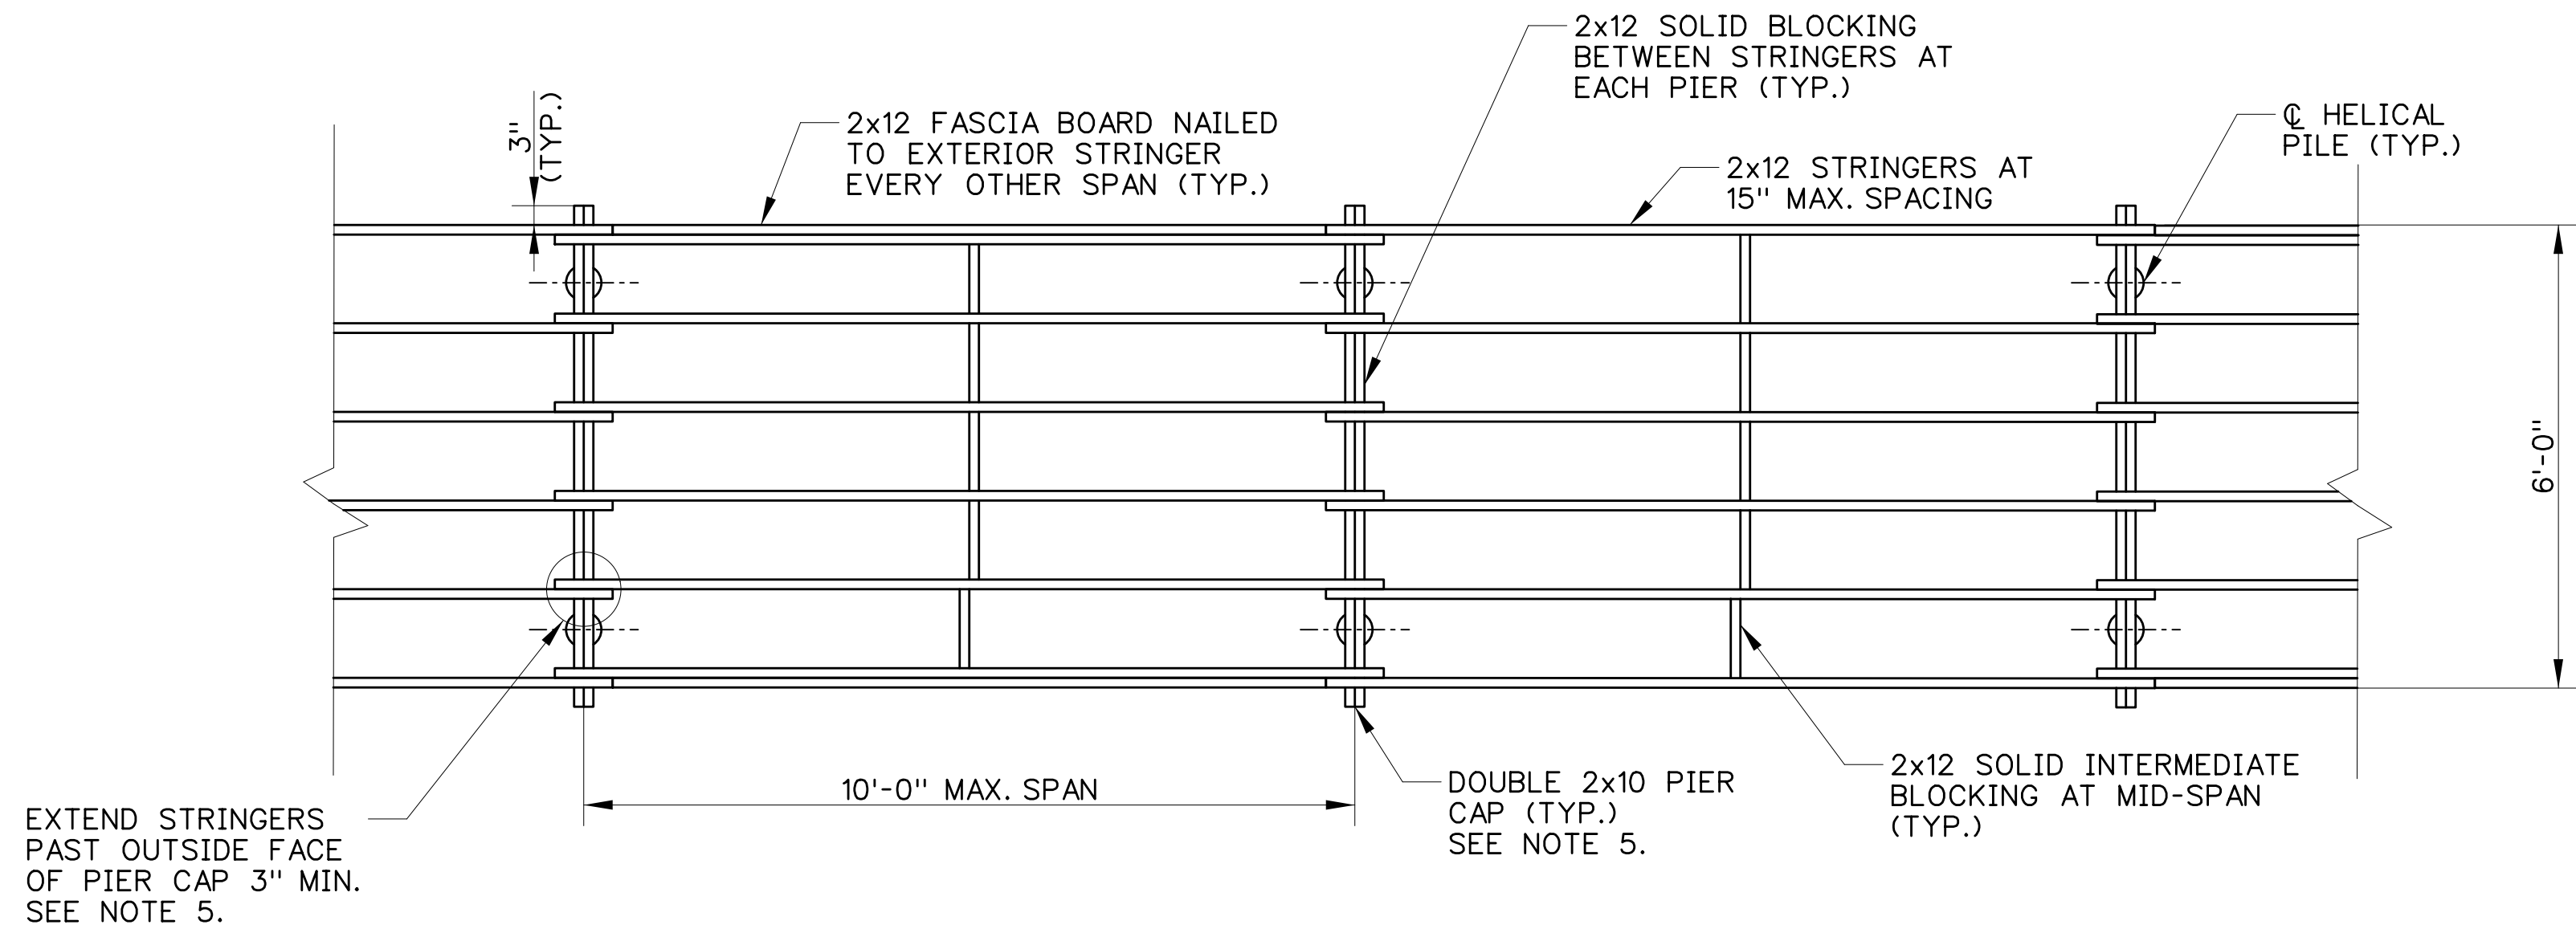 2x12 SOLID BLOCKING
BETWEEN STRINGERS AT
EACH PIER (TYP.)
3"
(TYP.)
2x12 FASCIA BOARD NAILED
TO EXTERIOR STRINGER
EVERY OTHER SPAN (TYP.)
2x12 STRINGERS AT
15" MAX. SPACING
℄ HELICAL
PILE (TYP.)
6'-0"
10'-0" MAX. SPAN
EXTEND STRINGERS
PAST OUTSIDE FACE
OF PIER CAP 3" MIN.
SEE NOTE 5.
DOUBLE 2x10 PIER
CAP (TYP.)
SEE NOTE 5.
2x12 SOLID INTERMEDIATE
BLOCKING AT MID-SPAN
(TYP.)